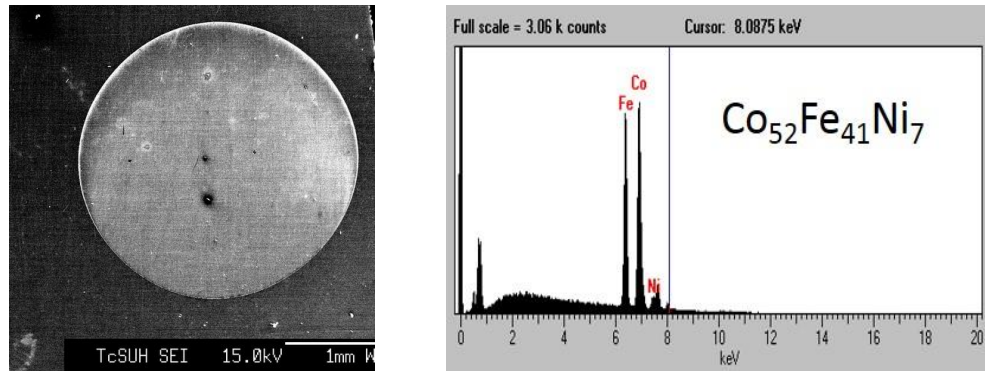 TcSUH SEI 15.0kV 1mm W
Full scale = 3.06 k counts Cursor: 8.0875 keV
Co
Fe
Co₅₂Fe₄₁Ni₇
Ni
0 2 4 6 8 10 12 14 16 18 20
keV